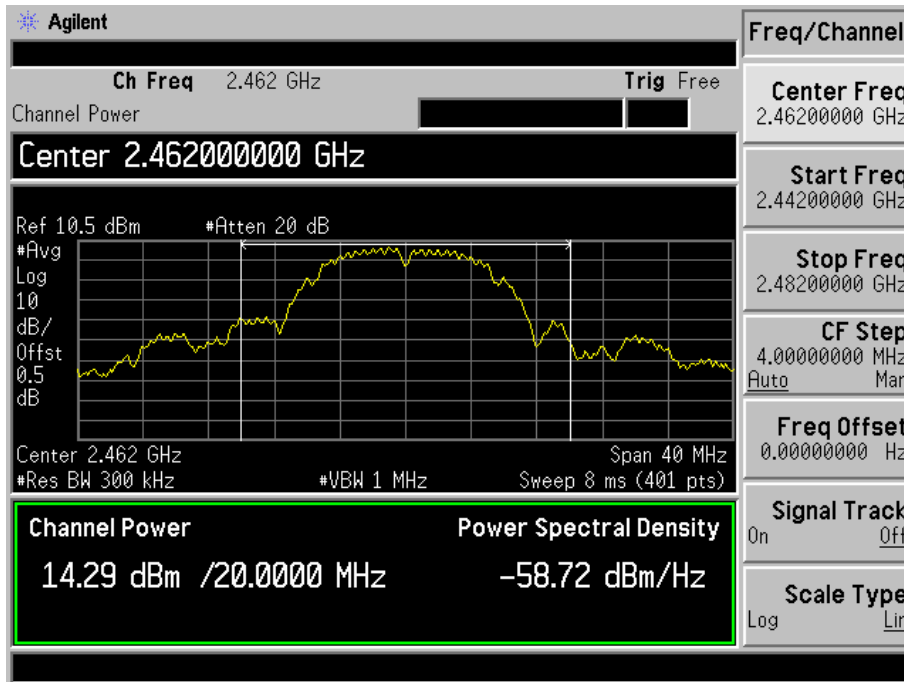 Agilent
Freq/Channel
Ch Freq 2.462 GHz Trig Free
Channel Power
Center 2.462000000 GHz
Ref 10.5 dBm #Atten 20 dB
#Avg
Log
10
dB/
Offst
0.5
dB
Center 2.462 GHz Span 40 MHz
#Res BW 300 kHz #VBW 1 MHz Sweep 8 ms (401 pts)
Channel Power Power Spectral Density
14.29 dBm /20.0000 MHz -58.72 dBm/Hz
Center Freq
2.46200000 GHz
Start Freq
2.44200000 GHz
Stop Freq
2.48200000 GHz
CF Step
4.00000000 MHz
Auto Man
Freq Offset
0.00000000 Hz
Signal Track
On Off
Scale Type
Log Lin